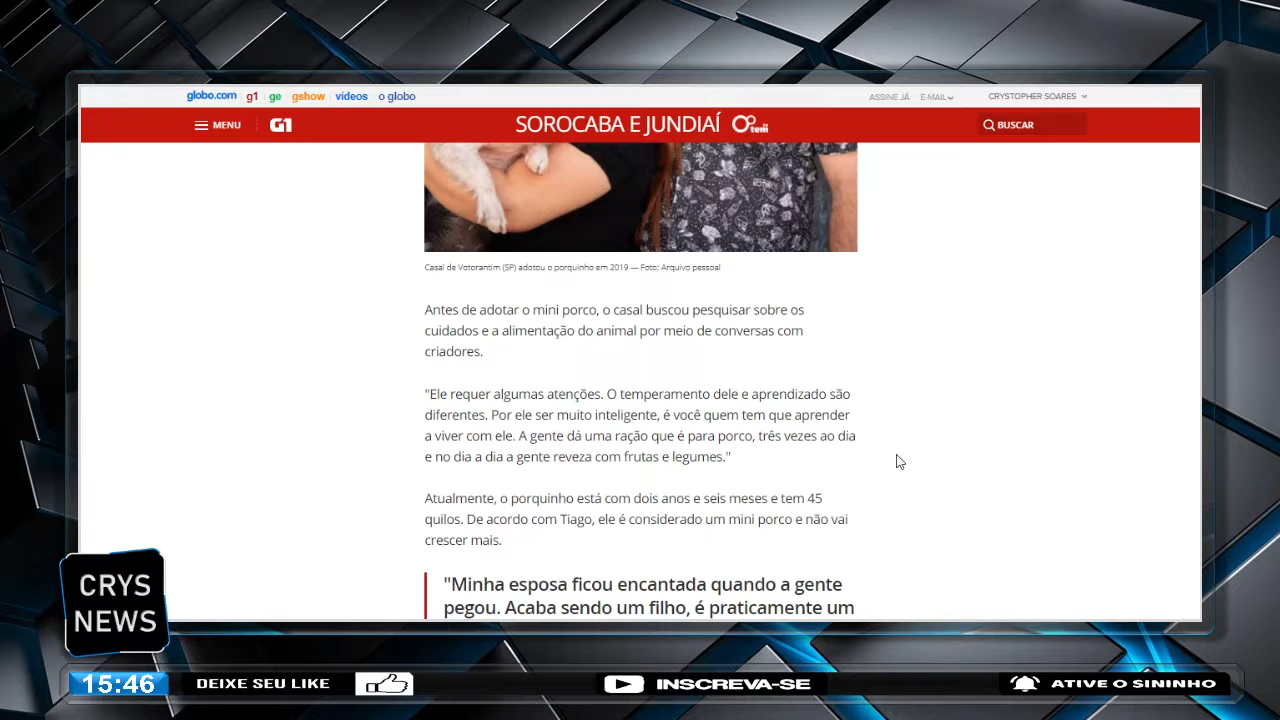 globo.com g1 ge gshow vídeos o globo
ASSINE JÁ E-MAIL CRYSTOPHER SOARES
MENU G1 SOROCABA E JUNDIAÍ tem BUSCAR
Casal de Votorantim (SP) adotou o porquinho em 2019 — Foto: Arquivo pessoal
Antes de adotar o mini porco, o casal buscou pesquisar sobre os
cuidados e a alimentação do animal por meio de conversas com
criadores.
"Ele requer algumas atenções. O temperamento dele e aprendizado são
diferentes. Por ele ser muito inteligente, é você quem tem que aprender
a viver com ele. A gente dá uma ração que é para porco, três vezes ao dia
e no dia a dia a gente reveza com frutas e legumes."
Atualmente, o porquinho está com dois anos e seis meses e tem 45
quilos. De acordo com Tiago, ele é considerado um mini porco e não vai
crescer mais.
"Minha esposa ficou encantada quando a gente
pegou. Acaba sendo um filho, é praticamente um
CRYS
NEWS
15:46 DEIXE SEU LIKE INSCREVA-SE ATIVE O SININHO